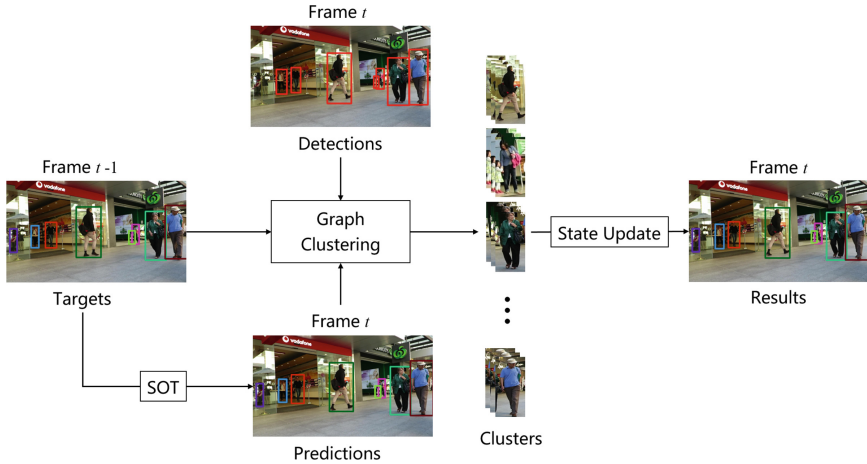 Frame t
vodafone
Detections
Frame t -1
vodafone
Targets
Graph
Clustering
State Update
Frame t
vodafone
Results
Frame t
vodafone
SOT
Predictions
Clusters